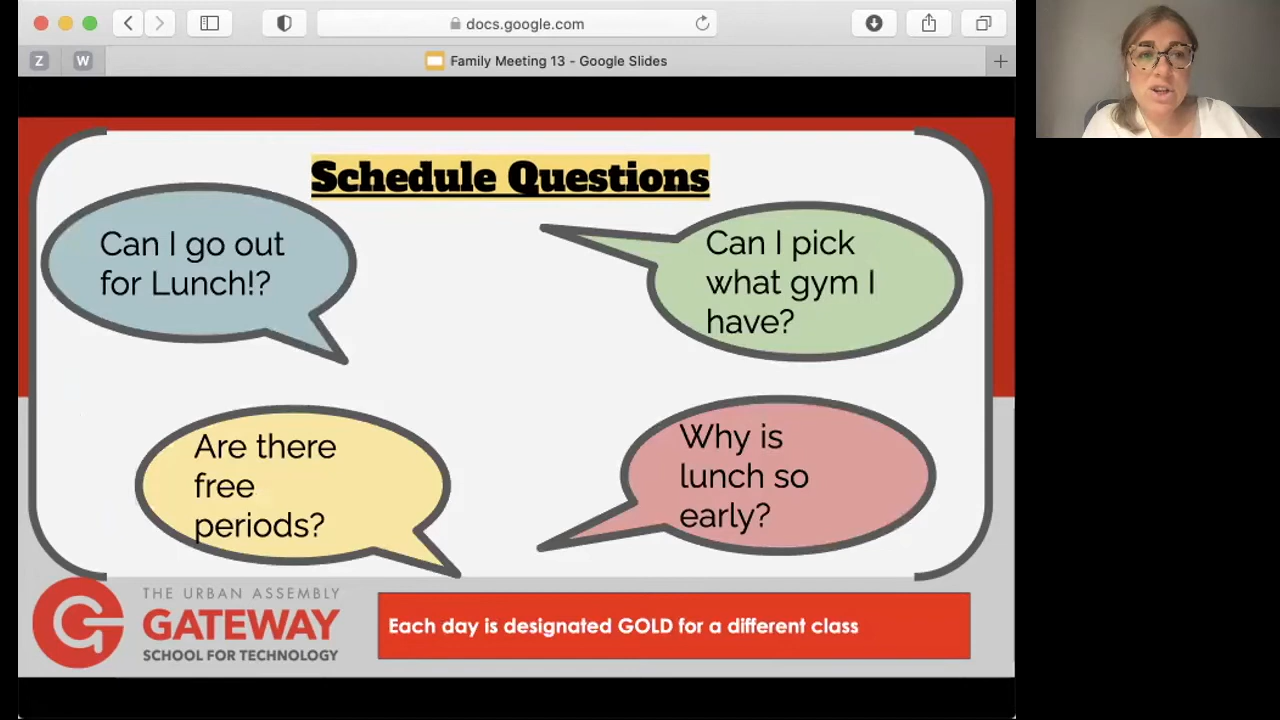 docs.google.com
Z
W
Family Meeting 13 - Google Slides
Schedule Questions
Can I go out
for Lunch!?
Can I pick
what gym I
have?
Are there
free
periods?
Why is
lunch so
early?
THE URBAN ASSEMBLY
GATEWAY
SCHOOL FOR TECHNOLOGY
Each day is designated GOLD for a different class